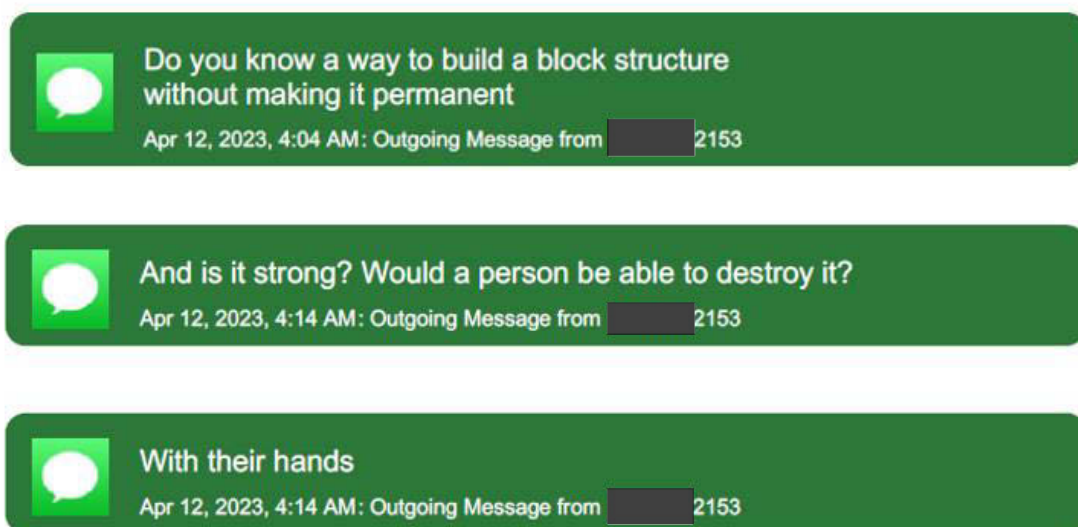 Do you know a way to build a block structure
without making it permanent
Apr 12, 2023, 4:04 AM: Outgoing Message from 2153
And is it strong? Would a person be able to destroy it?
Apr 12, 2023, 4:14 AM: Outgoing Message from 2153
With their hands
Apr 12, 2023, 4:14 AM: Outgoing Message from 2153